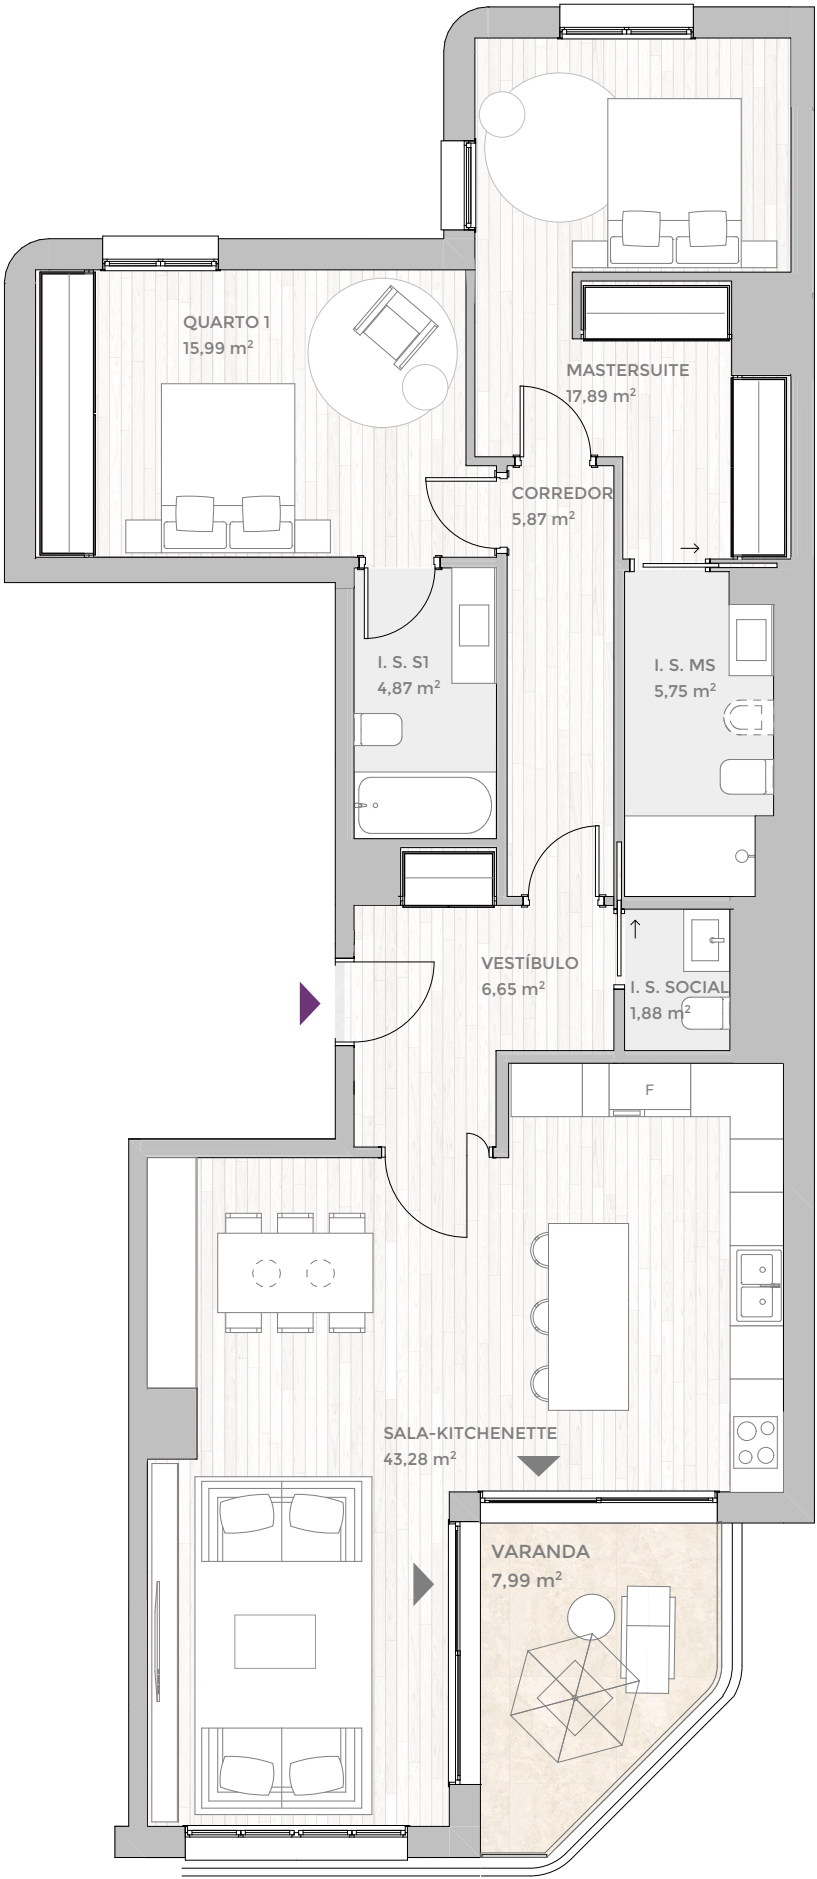 QUARTO 1
15,99 m²
MASTERSUITE
17,89 m²
CORREDOR
5,87 m²
I. S. S1
4,87 m²
I. S. MS
5,75 m²
VESTÍBULO
6,65 m²
I. S. SOCIAL
1,88 m²
F
SALA-KITCHENETTE
43,28 m²
VARANDA
7,99 m²